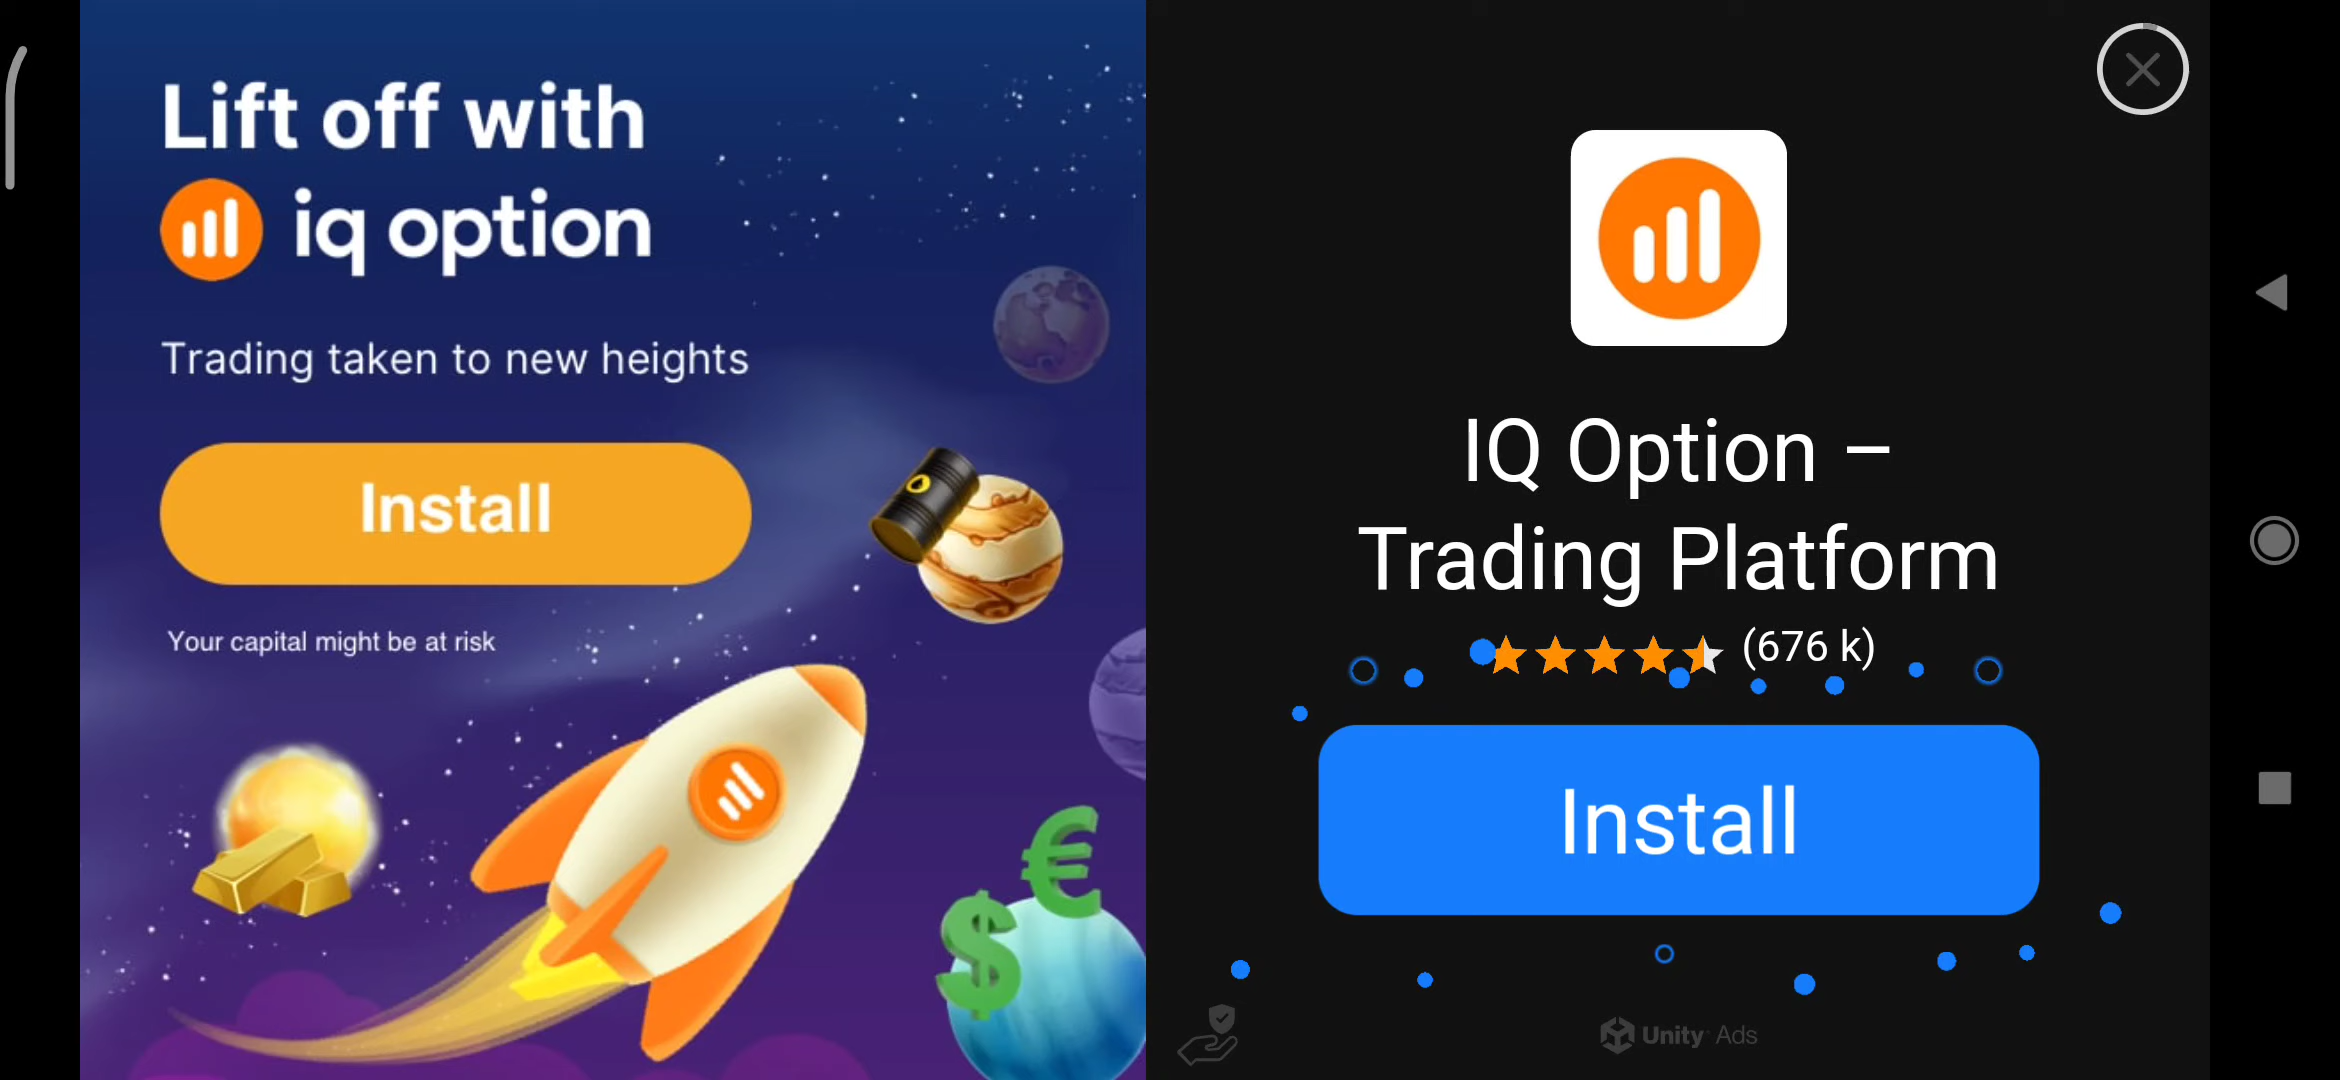 Lift off with
iq option
Trading taken to new heights
Install
Your capital might be at risk
IQ Option –
Trading Platform
(676 k)
Install
Unity Ads